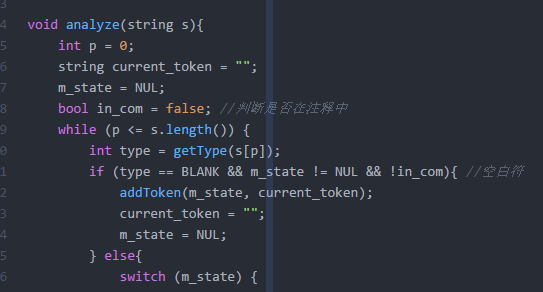 4 void analyze(string s){
5 int p = 0;
6 string current_token = "";
7 m_state = NUL;
8 bool in_com = false; //判断是否在注释中
9 while (p <= s.length()) {
0 int type = getType(s[p]);
1 if (type == BLANK && m_state != NUL && !in_com){ //空白符
2 addToken(m_state, current_token);
3 current_token = "";
4 m_state = NUL;
5 } else{
6 switch (m_state) {